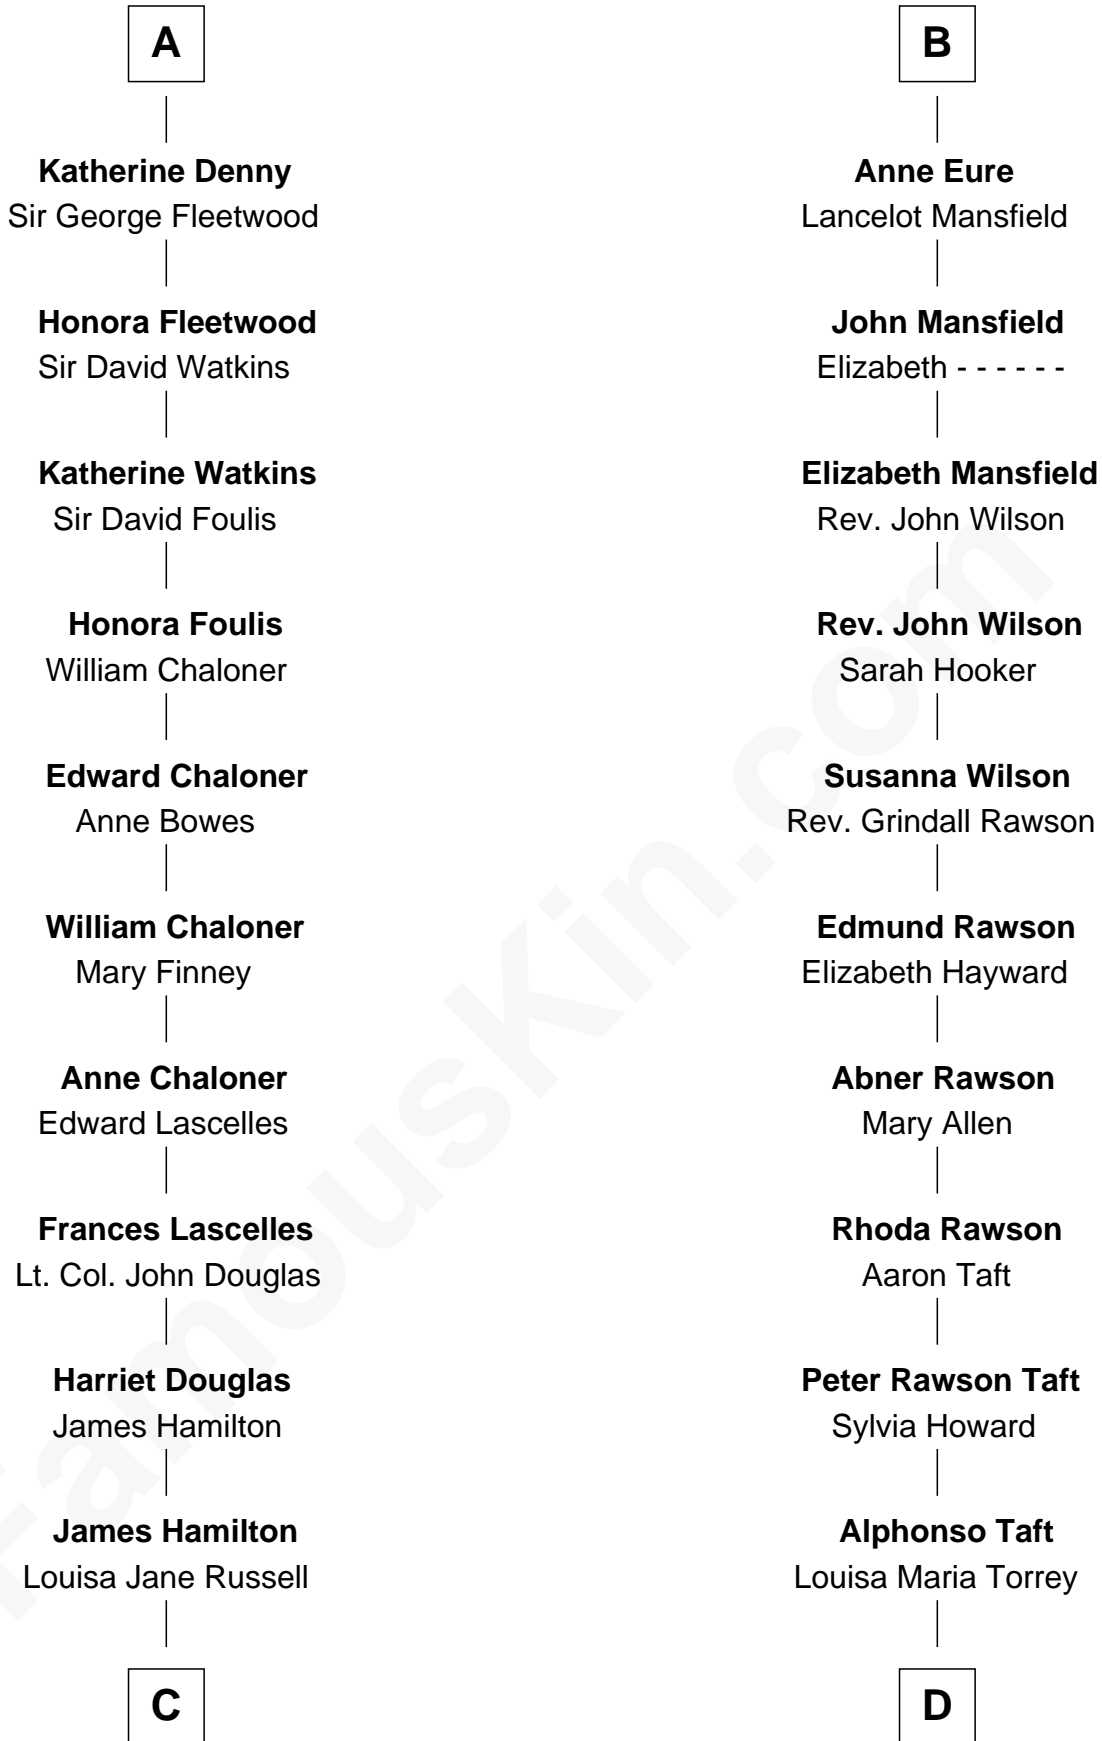 A
Katherine Denny
Sir George Fleetwood
Honora Fleetwood
Sir David Watkins
Katherine Watkins
Sir David Foulis
Honora Foulis
William Chaloner
Edward Chaloner
Anne Bowes
William Chaloner
Mary Finney
Anne Chaloner
Edward Lascelles
Frances Lascelles
Lt. Col. John Douglas
Harriet Douglas
James Hamilton
James Hamilton
Louisa Jane Russell
C
B
Anne Eure
Lancelot Mansfield
John Mansfield
Elizabeth - - - - - -
Elizabeth Mansfield
Rev. John Wilson
Rev. John Wilson
Sarah Hooker
Susanna Wilson
Rev. Grindall Rawson
Edmund Rawson
Elizabeth Hayward
Abner Rawson
Mary Allen
Rhoda Rawson
Aaron Taft
Peter Rawson Taft
Sylvia Howard
Alphonso Taft
Louisa Maria Torrey
D
FamousKin.com